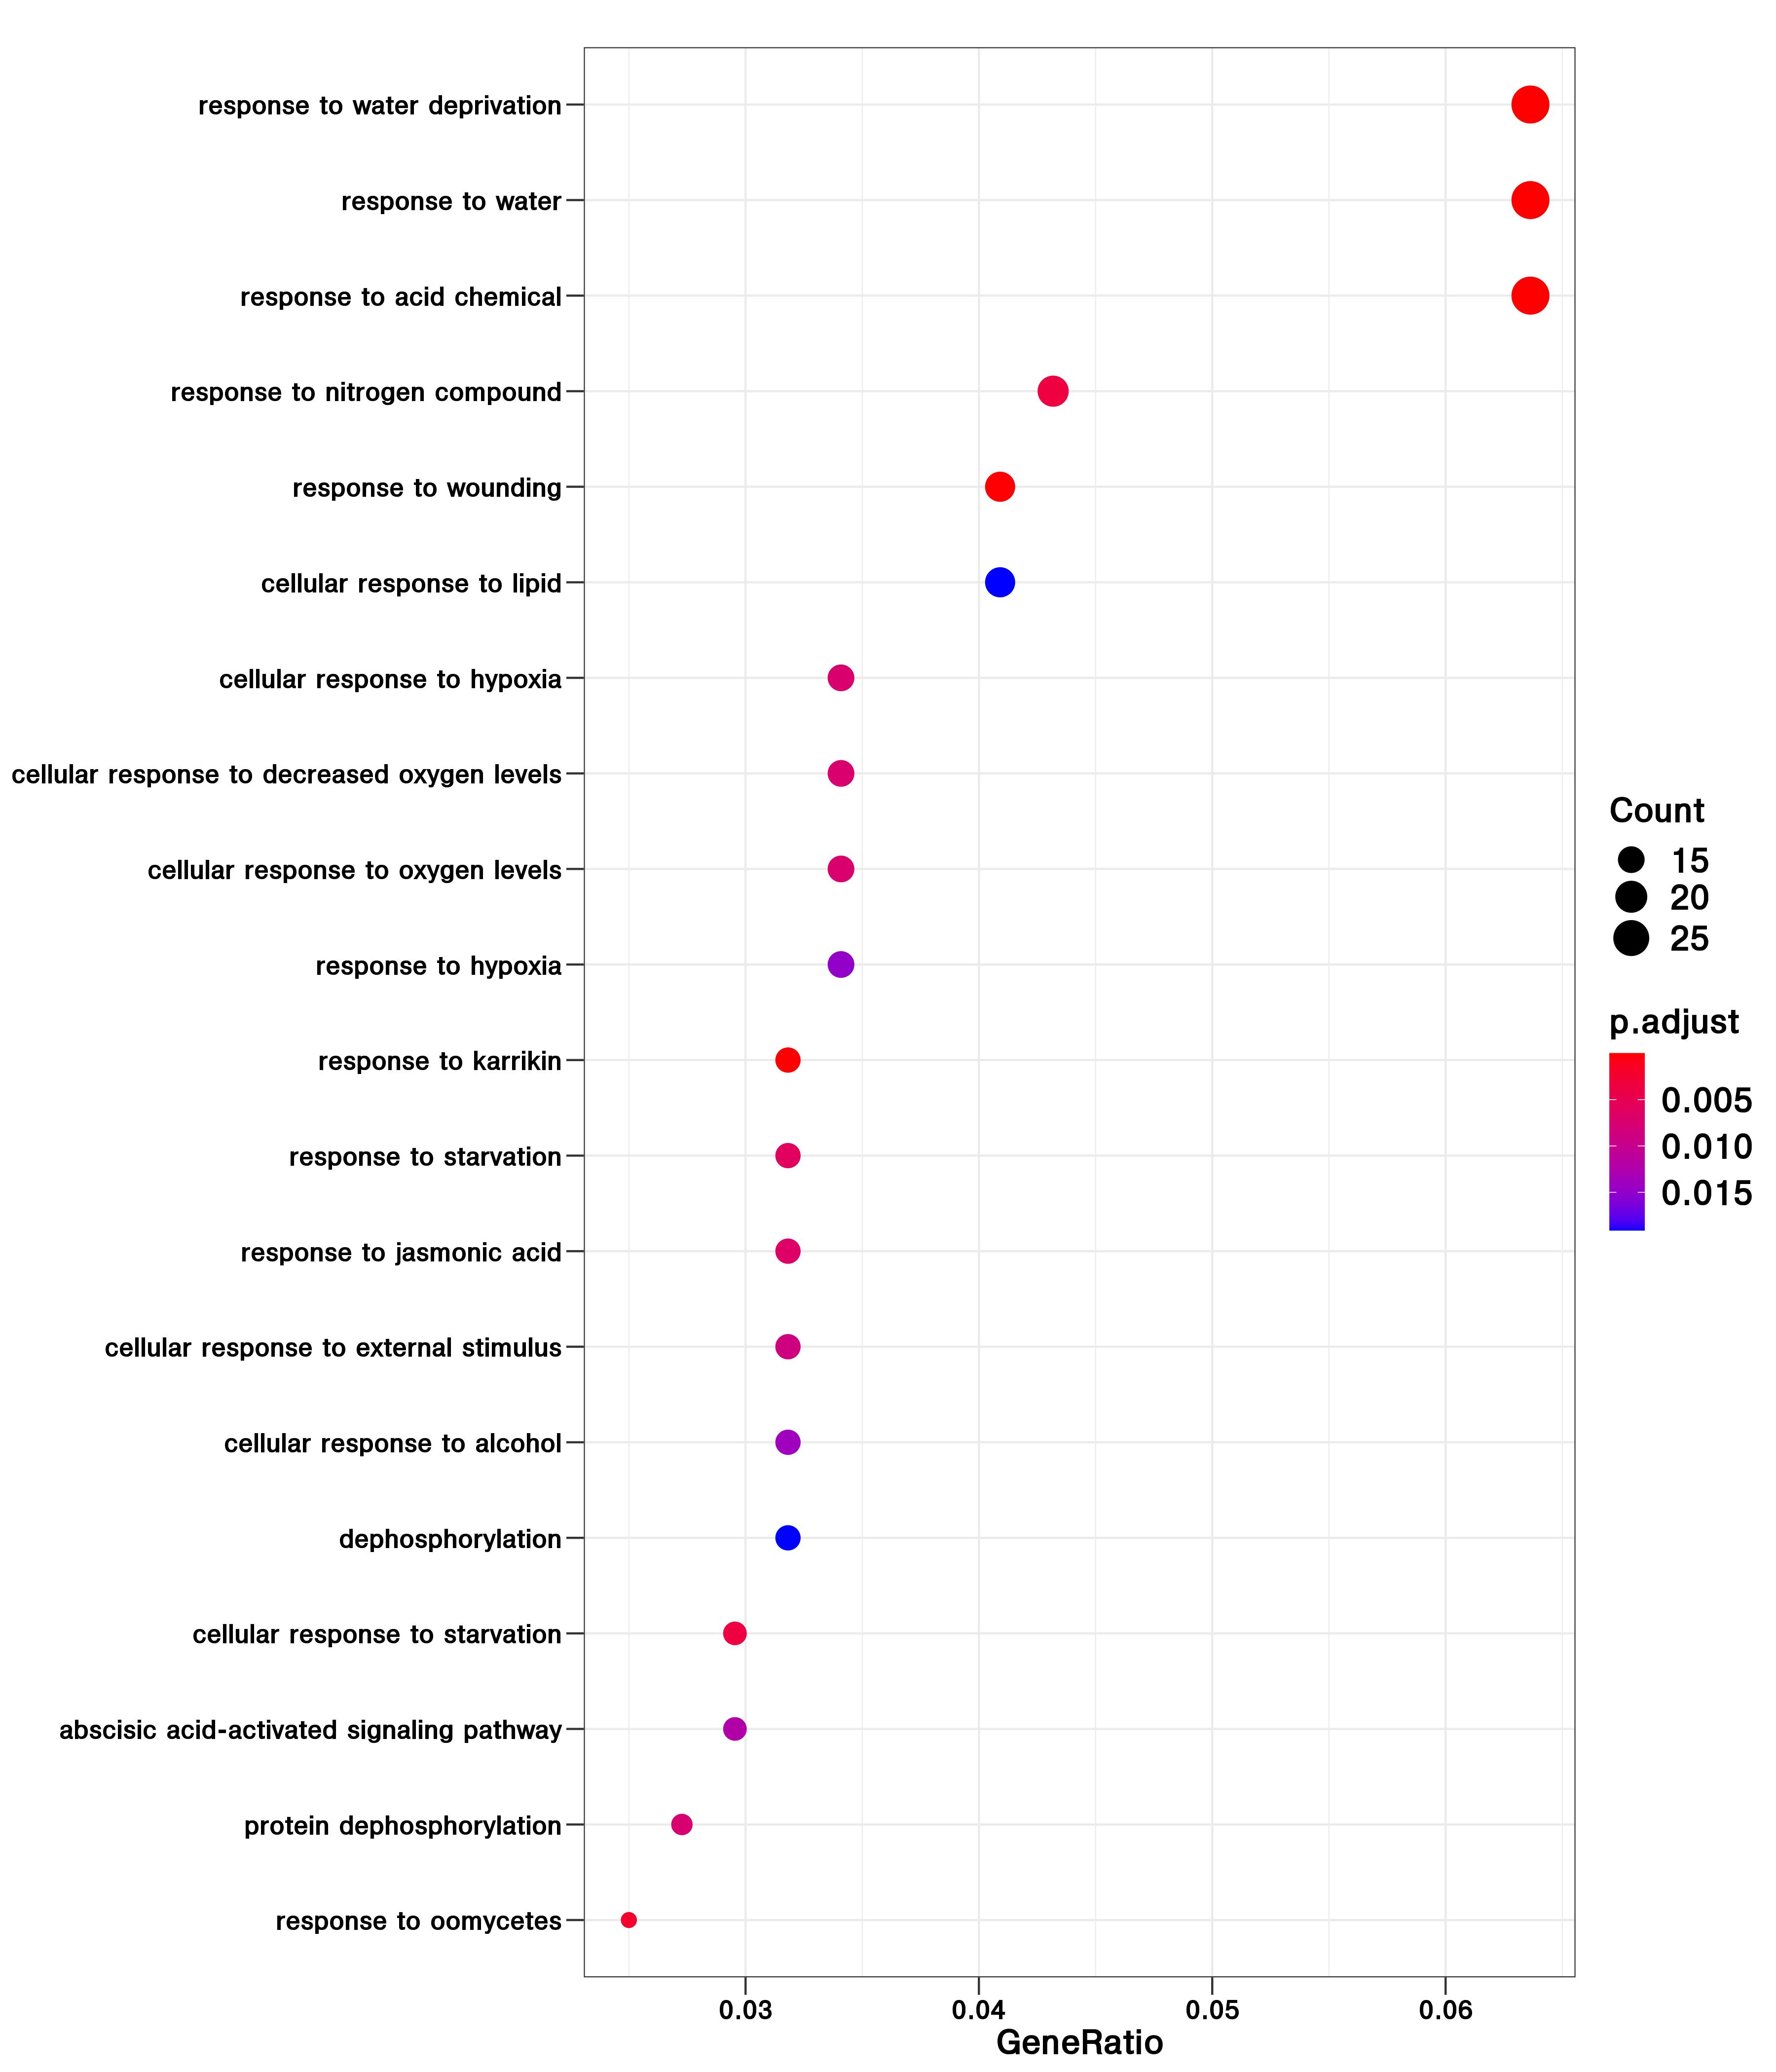 response to water deprivation
response to water
response to acid chemical
response to nitrogen compound
response to wounding
cellular response to lipid
cellular response to hypoxia
cellular response to decreased oxygen levels
cellular response to oxygen levels
response to hypoxia
response to karrikin
response to starvation
response to jasmonic acid
cellular response to external stimulus
cellular response to alcohol
dephosphorylation
cellular response to starvation
abscisic acid-activated signaling pathway
protein dephosphorylation
response to oomycetes
0.03 0.04 0.05 0.06
GeneRatio
Count
15
20
25
p.adjust
0.005
0.010
0.015